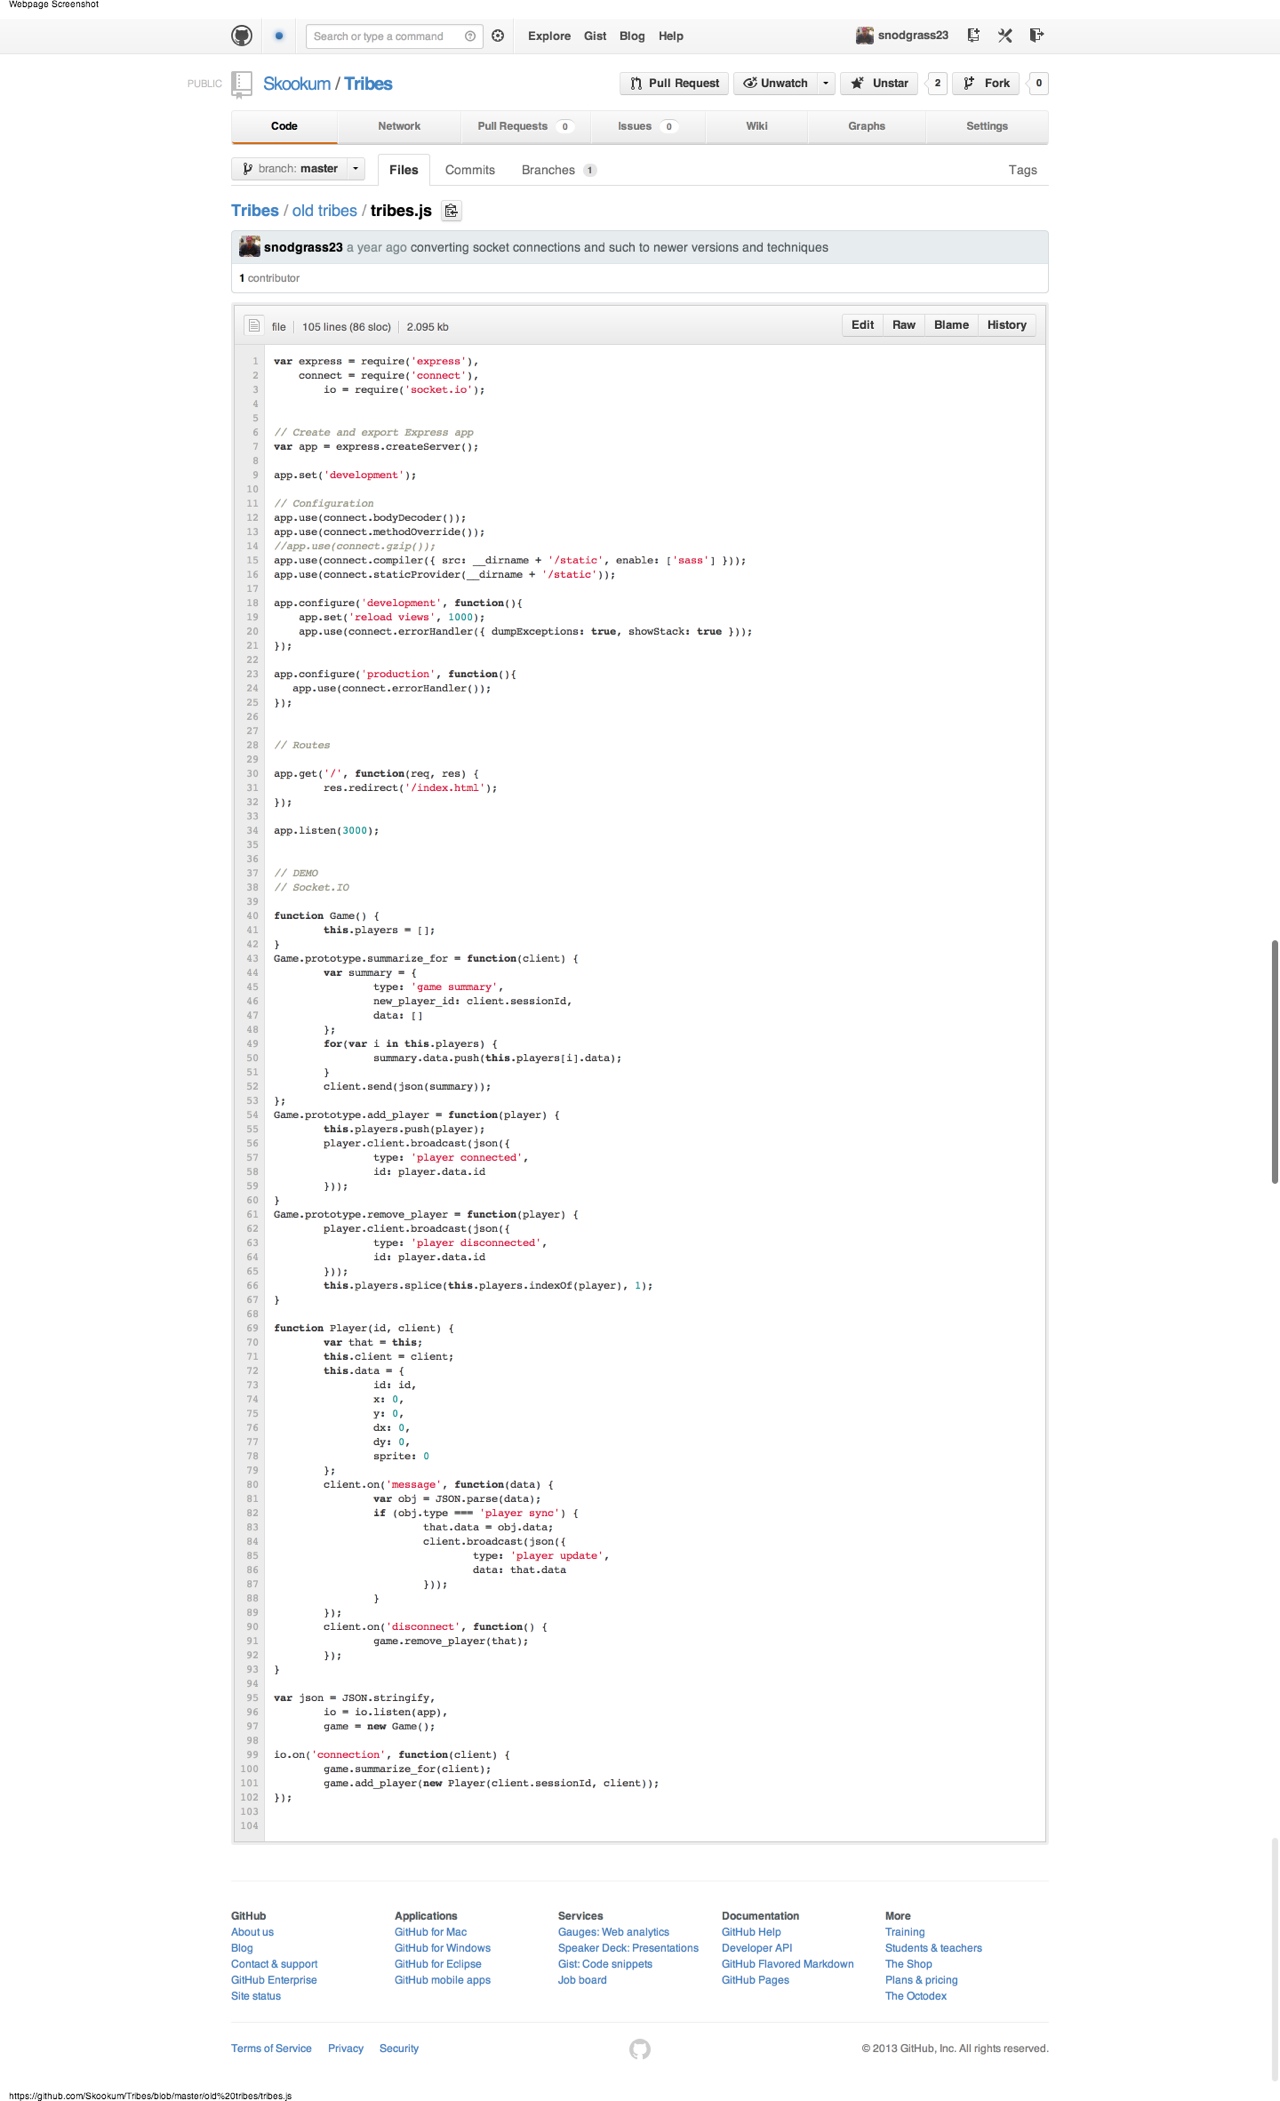 Webpage Screenshot
Search or type a command
Explore Gist Blog Help
snodgrass23
PUBLIC Skookum / Tribes
Pull Request Unwatch Unstar 2 Fork 0
Code Network Pull Requests 0 Issues 0 Wiki Graphs Settings
branch: master Files Commits Branches 1 Tags
Tribes / old tribes / tribes.js
snodgrass23 a year ago converting socket connections and such to newer versions and techniques
1 contributor
file 105 lines (86 sloc) 2.095 kb Edit Raw Blame History
1 var express = require('express'),
2     connect = require('connect'),
3         io = require('socket.io');
4
5
6 // Create and export Express app
7 var app = express.createServer();
8
9 app.set('development');
10
11 // Configuration
12 app.use(connect.bodyDecoder());
13 app.use(connect.methodOverride());
14 //app.use(connect.gzip());
15 app.use(connect.compiler({ src: __dirname + '/static', enable: ['sass'] }));
16 app.use(connect.staticProvider(__dirname + '/static'));
17
18 app.configure('development', function(){
19     app.set('reload views', 1000);
20     app.use(connect.errorHandler({ dumpExceptions: true, showStack: true }));
21 });
22
23 app.configure('production', function(){
24    app.use(connect.errorHandler());
25 });
26
27
28 // Routes
29
30 app.get('/', function(req, res) {
31         res.redirect('/index.html');
32 });
33
34 app.listen(3000);
35
36
37 // DEMO
38 // Socket.IO
39
40 function Game() {
41         this.players = [];
42 }
43 Game.prototype.summarize_for = function(client) {
44         var summary = {
45                 type: 'game summary',
46                 new_player_id: client.sessionId,
47                 data: []
48         };
49         for(var i in this.players) {
50                 summary.data.push(this.players[i].data);
51         }
52         client.send(json(summary));
53 };
54 Game.prototype.add_player = function(player) {
55         this.players.push(player);
56         player.client.broadcast(json({
57                 type: 'player connected',
58                 id: player.data.id
59         }));
60 }
61 Game.prototype.remove_player = function(player) {
62         player.client.broadcast(json({
63                 type: 'player disconnected',
64                 id: player.data.id
65         }));
66         this.players.splice(this.players.indexOf(player), 1);
67 }
68
69 function Player(id, client) {
70         var that = this;
71         this.client = client;
72         this.data = {
73                 id: id,
74                 x: 0,
75                 y: 0,
76                 dx: 0,
77                 dy: 0,
78                 sprite: 0
79         };
80         client.on('message', function(data) {
81                 var obj = JSON.parse(data);
82                 if (obj.type === 'player sync') {
83                         that.data = obj.data;
84                         client.broadcast(json({
85                                 type: 'player update',
86                                 data: that.data
87                         }));
88                 }
89         });
90         client.on('disconnect', function() {
91                 game.remove_player(that);
92         });
93 }
94
95 var json = JSON.stringify,
96         io = io.listen(app),
97         game = new Game();
98
99 io.on('connection', function(client) {
100         game.summarize_for(client);
101         game.add_player(new Player(client.sessionId, client));
102 });
103
104
GitHub Applications Services Documentation More
About us GitHub for Mac Gauges: Web analytics GitHub Help Training
Blog GitHub for Windows Speaker Deck: Presentations Developer API Students & teachers
Contact & support GitHub for Eclipse Gist: Code snippets GitHub Flavored Markdown The Shop
GitHub Enterprise GitHub mobile apps Job board GitHub Pages Plans & pricing
Site status The Octodex
Terms of Service Privacy Security © 2013 GitHub, Inc. All rights reserved.
https://github.com/Skookum/Tribes/blob/master/old%20tribes/tribes.js